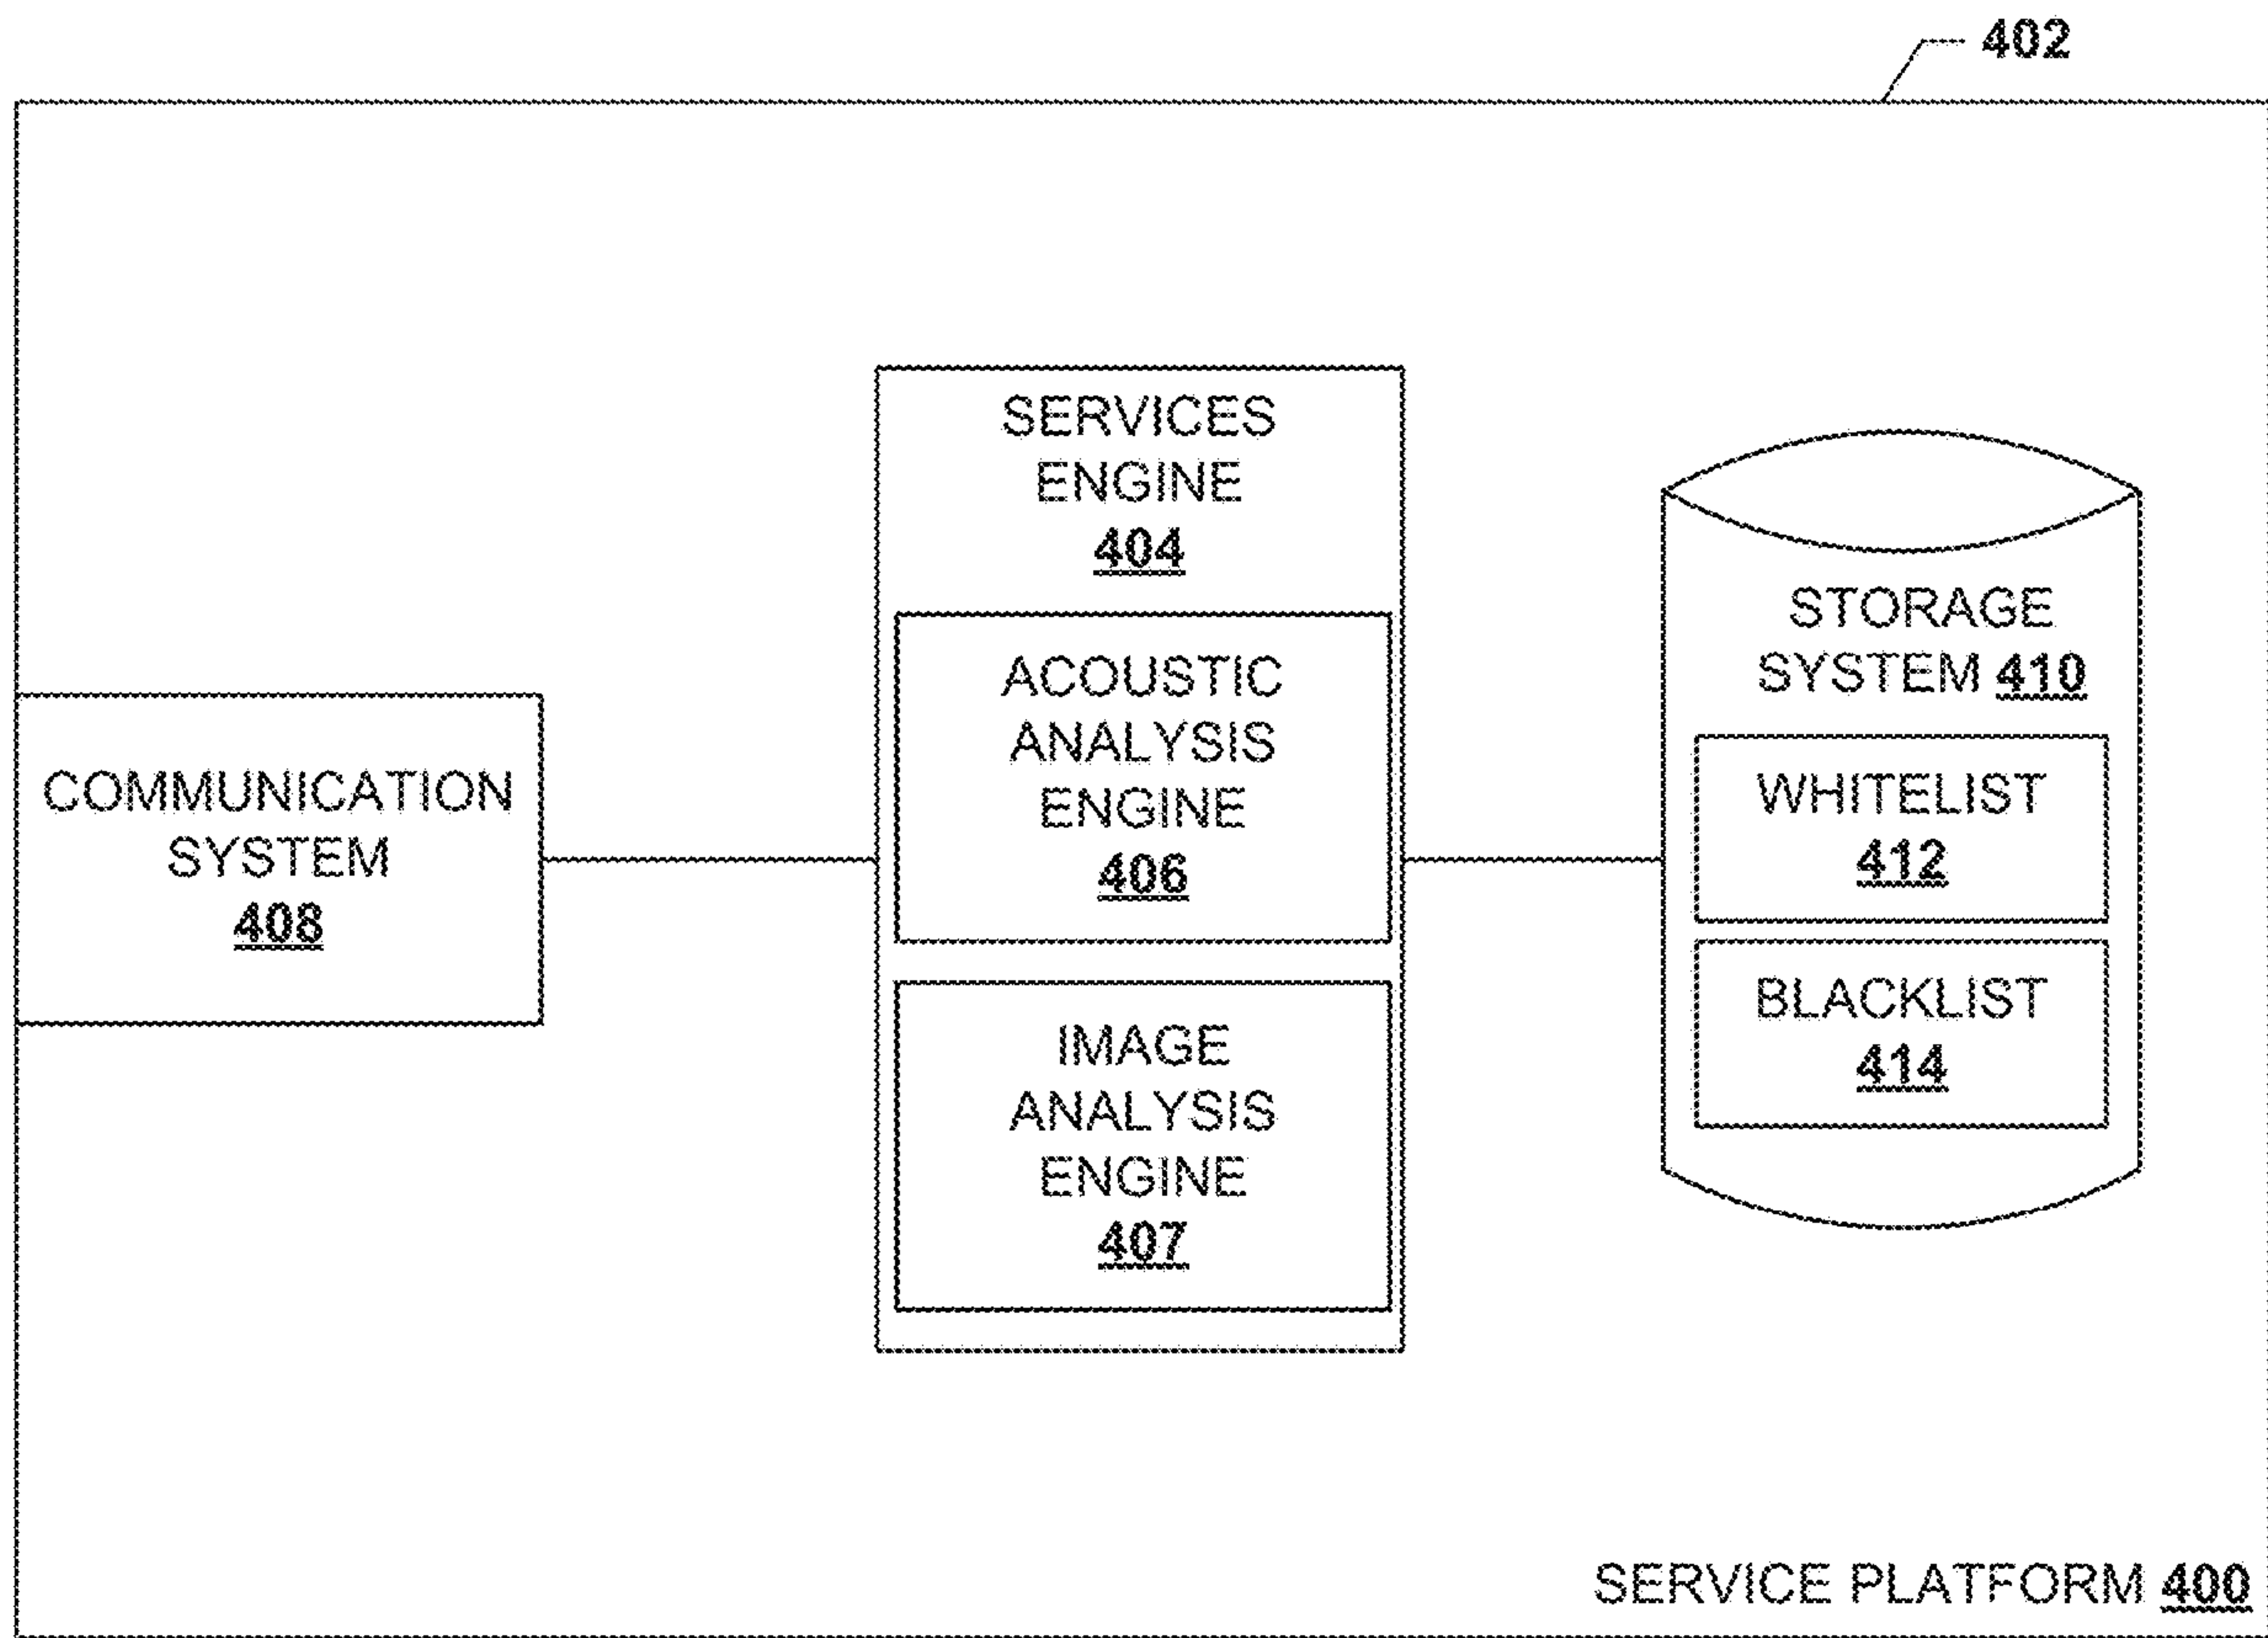 402
SERVICES
ENGINE
404
ACOUSTIC
ANALYSIS
ENGINE
406
IMAGE
ANALYSIS
ENGINE
407
COMMUNICATION
SYSTEM
408
STORAGE
SYSTEM 410
WHITELIST
412
BLACKLIST
414
SERVICE PLATFORM 400